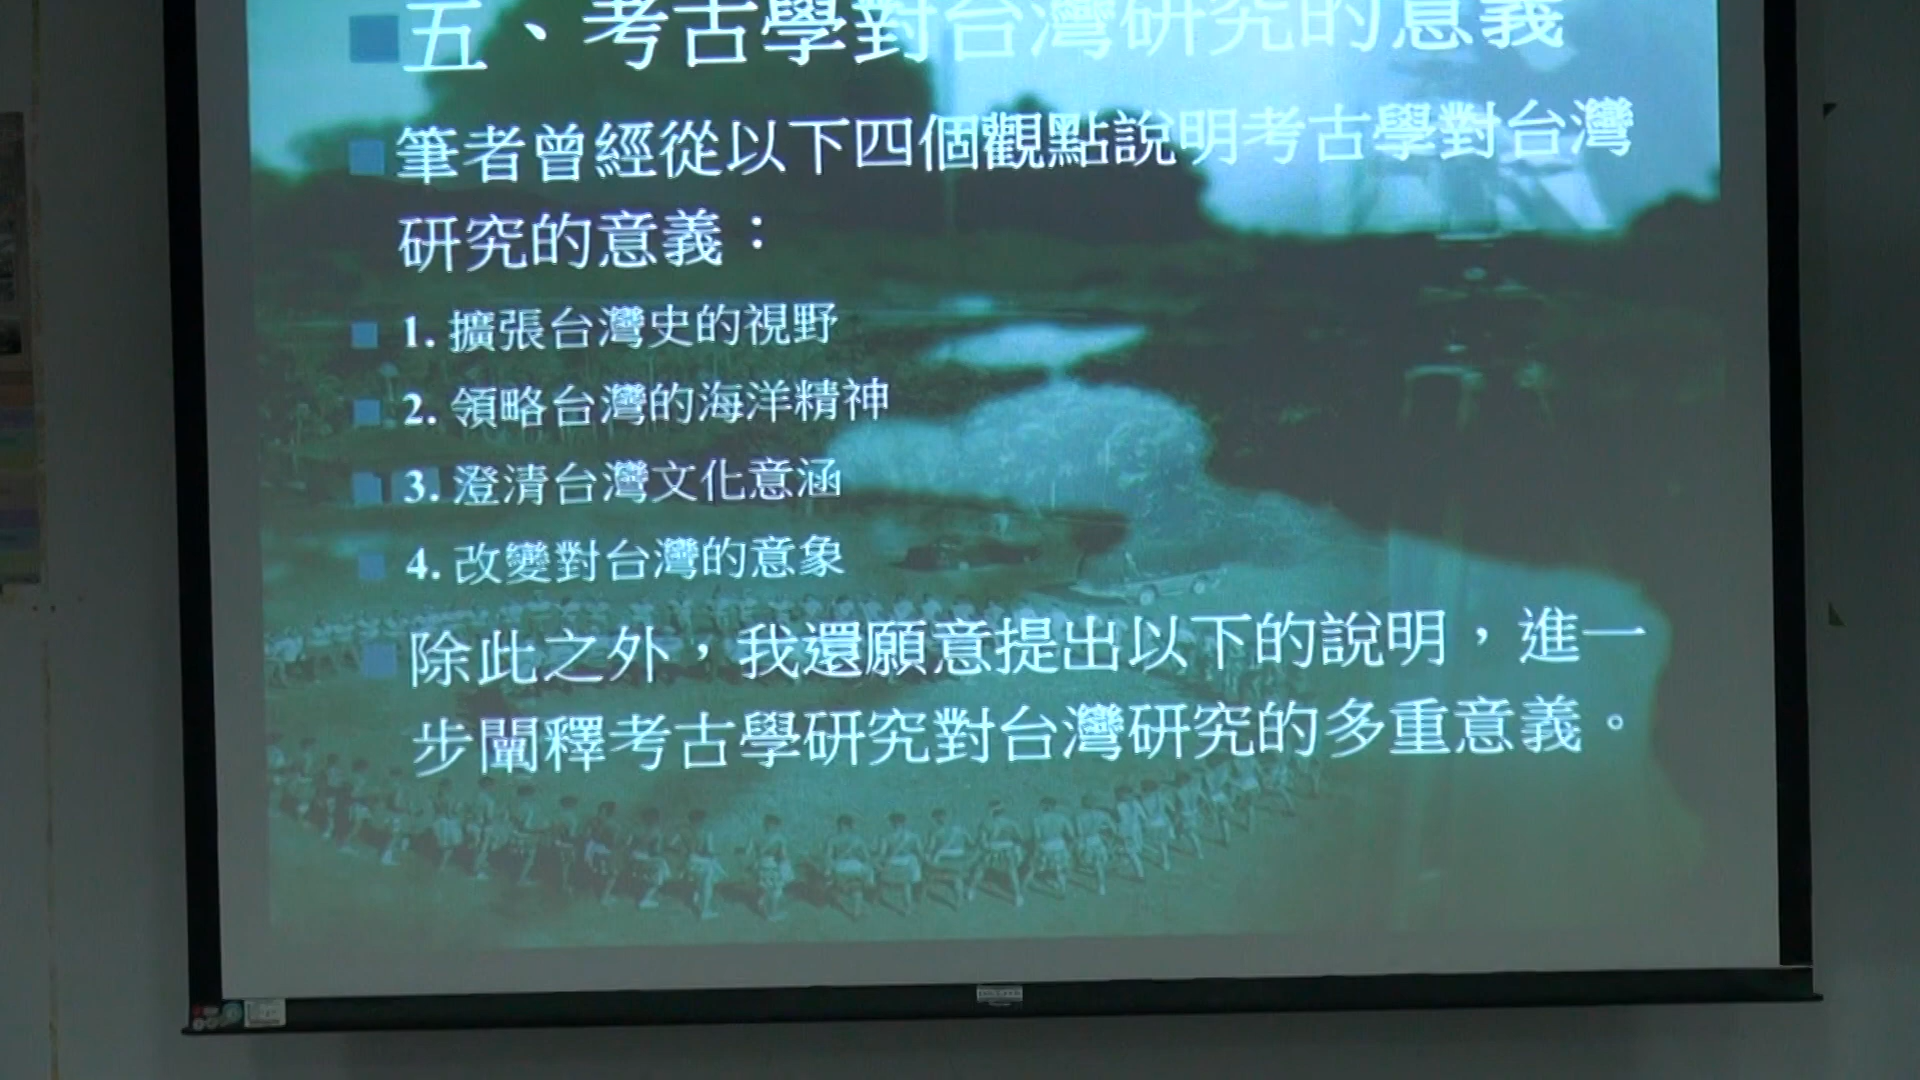 五、考古學對台灣研究的意義
筆者曾經從以下四個觀點說明考古學對台灣
研究的意義：
1. 擴張台灣史的視野
2. 領略台灣的海洋精神
3. 澄清台灣文化意涵
4. 改變對台灣的意象
除此之外，我還願意提出以下的說明，進一
步闡釋考古學研究對台灣研究的多重意義。